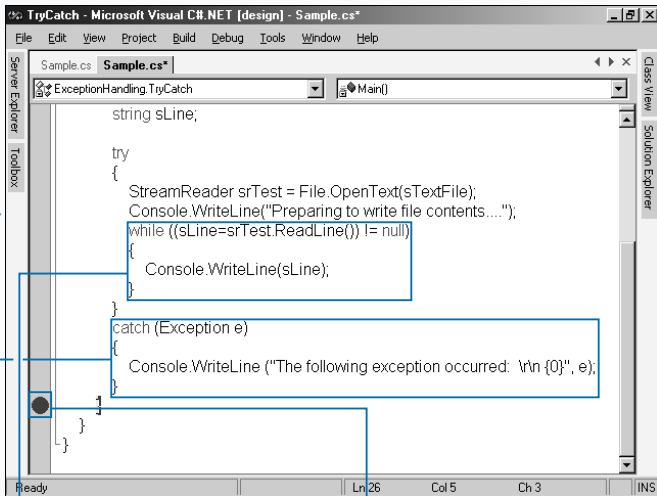 TryCatch - Microsoft Visual C#.NET [design] - Sample.cs*
File Edit View Project Build Debug Tools Window Help
Server Explorer
Toolbox
Sample.cs Sample.cs*
Class View
Solution Explorer
ExceptionHandling.TryCatch
Main()
string sLine;
try
{
StreamReader srTest = File.OpenText(sTextFile);
Console.WriteLine("Preparing to write file contents....");
while ((sLine=srTest.ReadLine()) != null)
{
Console.WriteLine(sLine);
}
}
catch (Exception e)
{
Console.WriteLine ("The following exception occurred: \r\n {0}", e);
}
}
}
}
Ready Ln 26 Col 5 Ch 3 INS